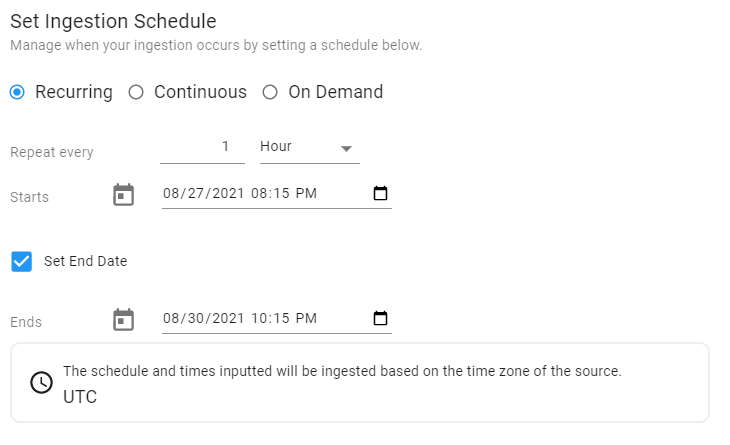 Set Ingestion Schedule
Manage when your ingestion occurs by setting a schedule below.
Recurring Continuous On Demand
Repeat every 1 Hour
Starts 08/27/2021 08:15 PM
Set End Date
Ends 08/30/2021 10:15 PM
The schedule and times inputted will be ingested based on the time zone of the source.
UTC